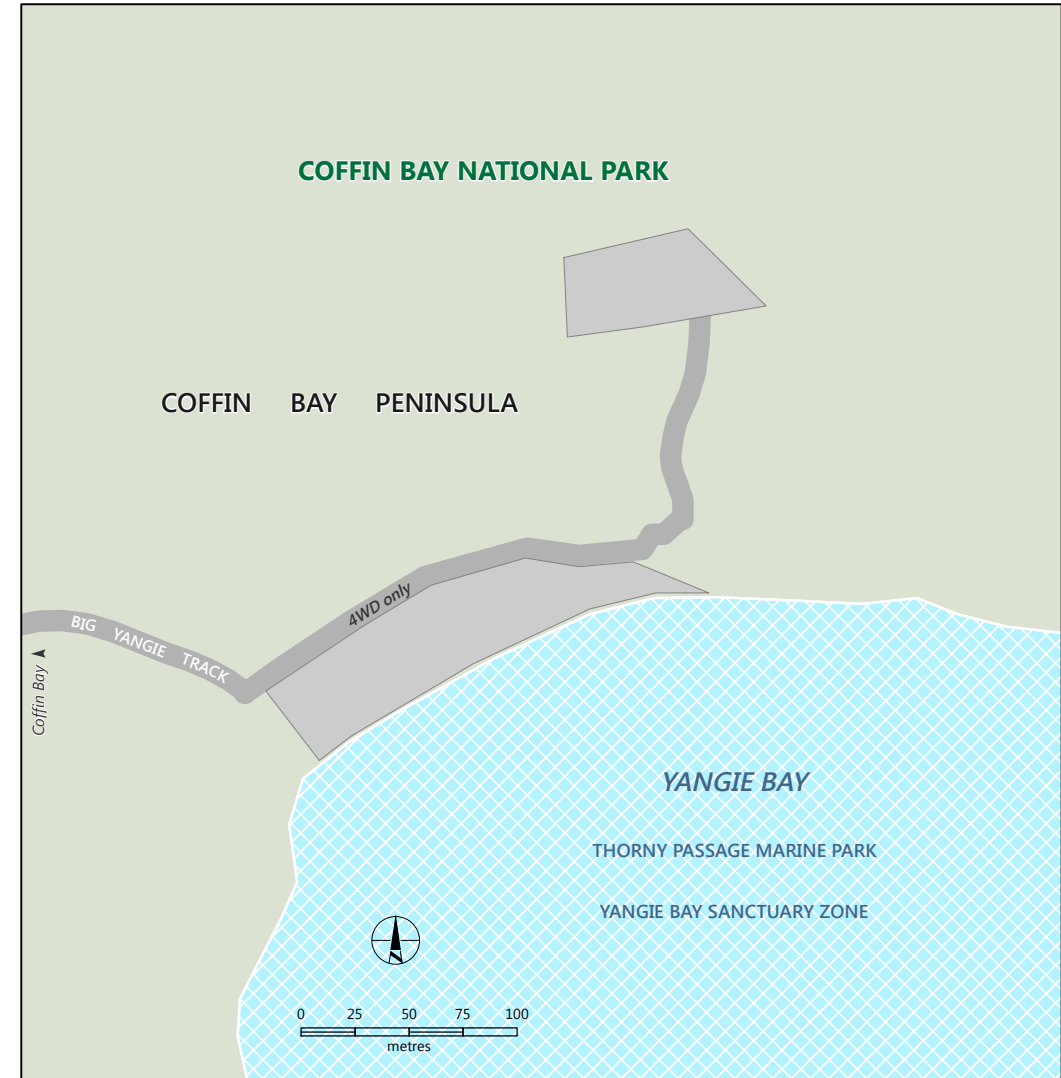 COFFIN BAY NATIONAL PARK
COFFIN BAY PENINSULA
4WD only
BIG YANGIE TRACK
Coffin Bay
YANGIE BAY
THORNY PASSAGE MARINE PARK
YANGIE BAY SANCTUARY ZONE
N
0 25 50 75 100
metres